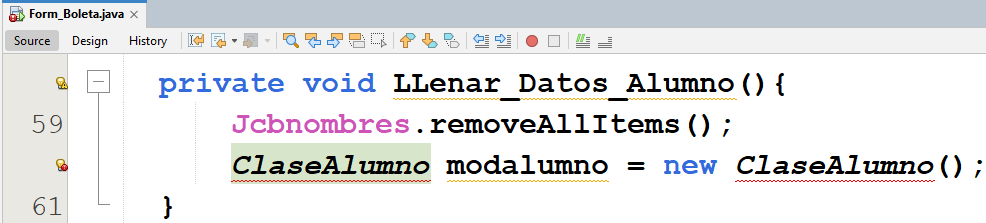 Form_Boleta.java ×
Source Design History
private void LLenar_Datos_Alumno(){
59 Jcbnombres.removeAllItems();
ClaseAlumno modalumno = new ClaseAlumno();
61 }